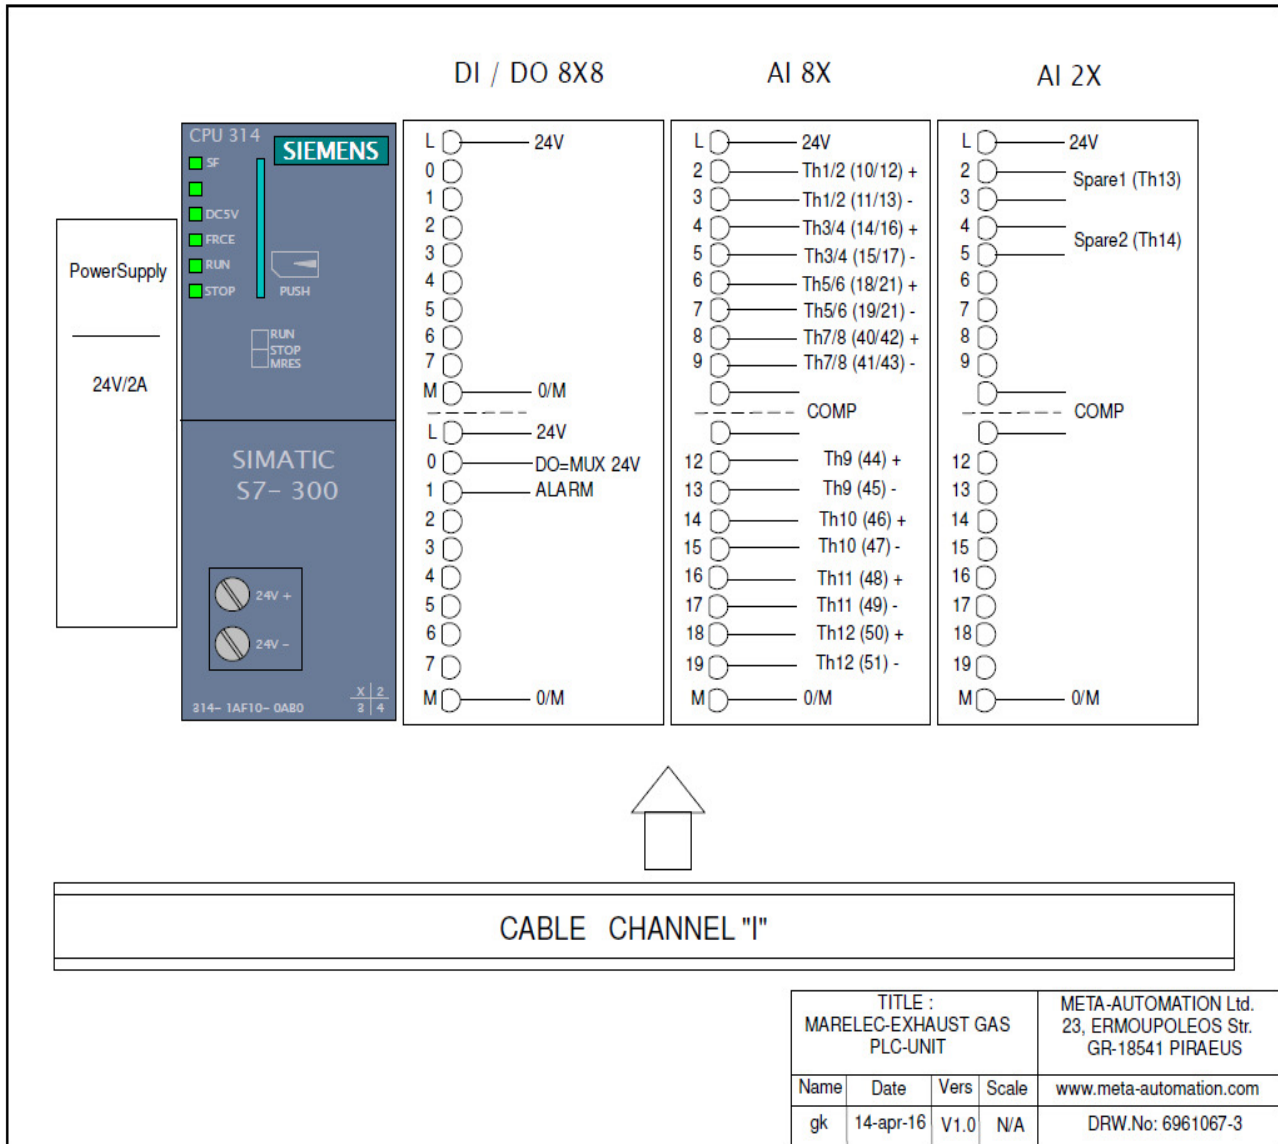 DI / DO 8X8
AI 8X
AI 2X
PowerSupply
24V/2A
CPU 314
SIEMENS
SF
DC5V
FRCE
RUN
STOP
PUSH
RUN
STOP
MRES
SIMATIC
S7- 300
24V +
24V -
314- 1AF10- 0AB0
X 2
3 4
L 24V
0
1
2
3
4
5
6
7
M 0/M
L 24V
0 DO=MUX 24V
1 ALARM
2
3
4
5
6
7
M 0/M
L 24V
2 Th1/2 (10/12) +
3 Th1/2 (11/13) -
4 Th3/4 (14/16) +
5 Th3/4 (15/17) -
6 Th5/6 (18/21) +
7 Th5/6 (19/21) -
8 Th7/8 (40/42) +
9 Th7/8 (41/43) -
COMP
12 Th9 (44) +
13 Th9 (45) -
14 Th10 (46) +
15 Th10 (47) -
16 Th11 (48) +
17 Th11 (49) -
18 Th12 (50) +
19 Th12 (51) -
M 0/M
L 24V
2
Spare1 (Th13)
3
4
Spare2 (Th14)
5
6
7
8
9
COMP
12
13
14
15
16
17
18
19
M 0/M
CABLE CHANNEL "I"
TITLE :
MARELEC-EXHAUST GAS
PLC-UNIT
META-AUTOMATION Ltd.
23, ERMOUPOLEOS Str.
GR-18541 PIRAEUS
Name Date Vers Scale
www.meta-automation.com
gk 14-apr-16 V1.0 N/A
DRW.No: 6961067-3